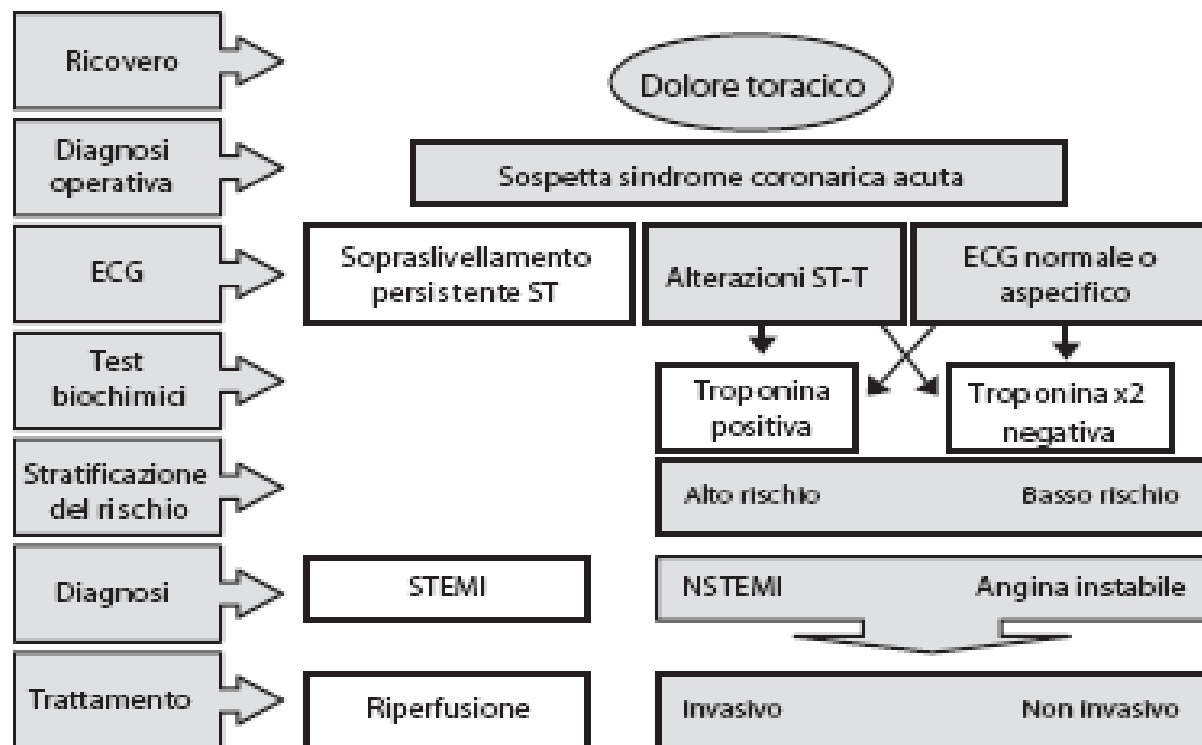 Ricovero
Dolore toracico
Diagnosi
operativa
Sospetta sindrome coronarica acuta
ECG
Sopraslivellamento
persistente ST
Alterazioni ST-T
ECG normale o
aspecifico
Test
biochimici
Troponina
positiva
Troponina x2
negativa
Stratificazione
del rischio
Alto rischio
Basso rischio
Diagnosi
STEMI
NSTEMI
Angina instabile
Trattamento
Riperfusione
Invasivo
Non invasivo